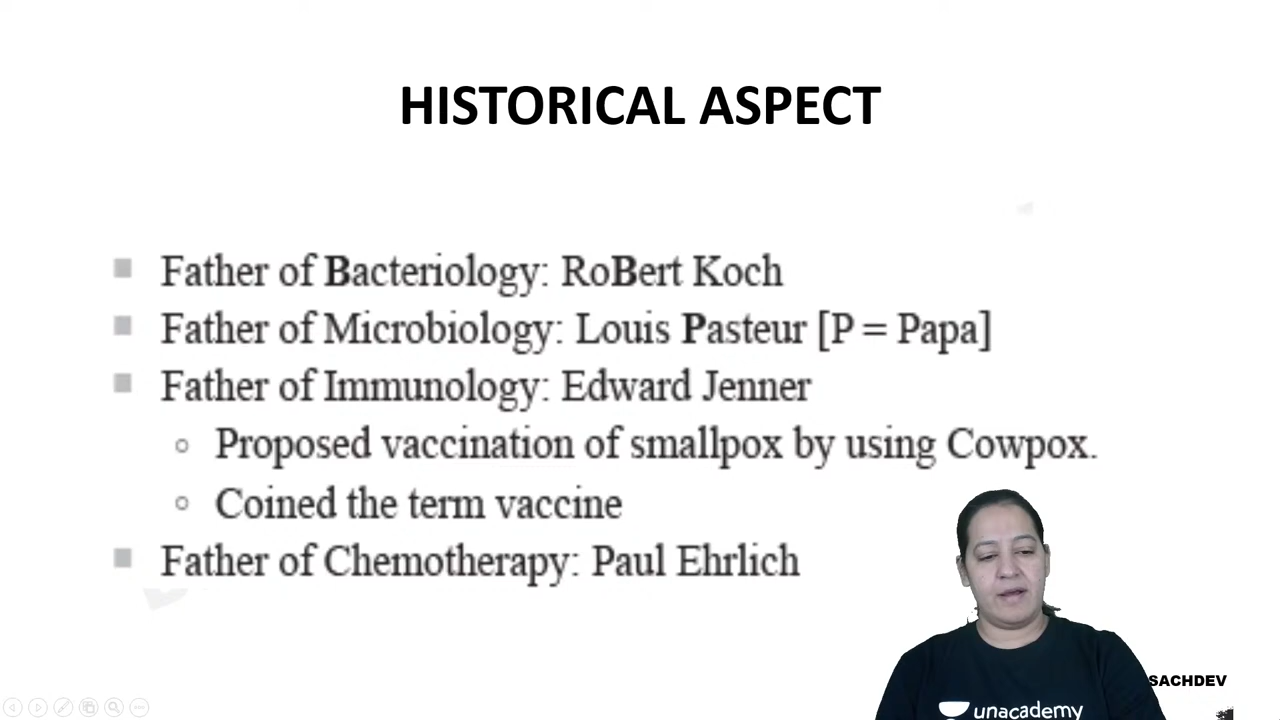 HISTORICAL ASPECT
Father of Bacteriology: RoBert Koch
Father of Microbiology: Louis Pasteur [P = Papa]
Father of Immunology: Edward Jenner
Proposed vaccination of smallpox by using Cowpox.
Coined the term vaccine
Father of Chemotherapy: Paul Ehrlich
SACHDEV
unacademy